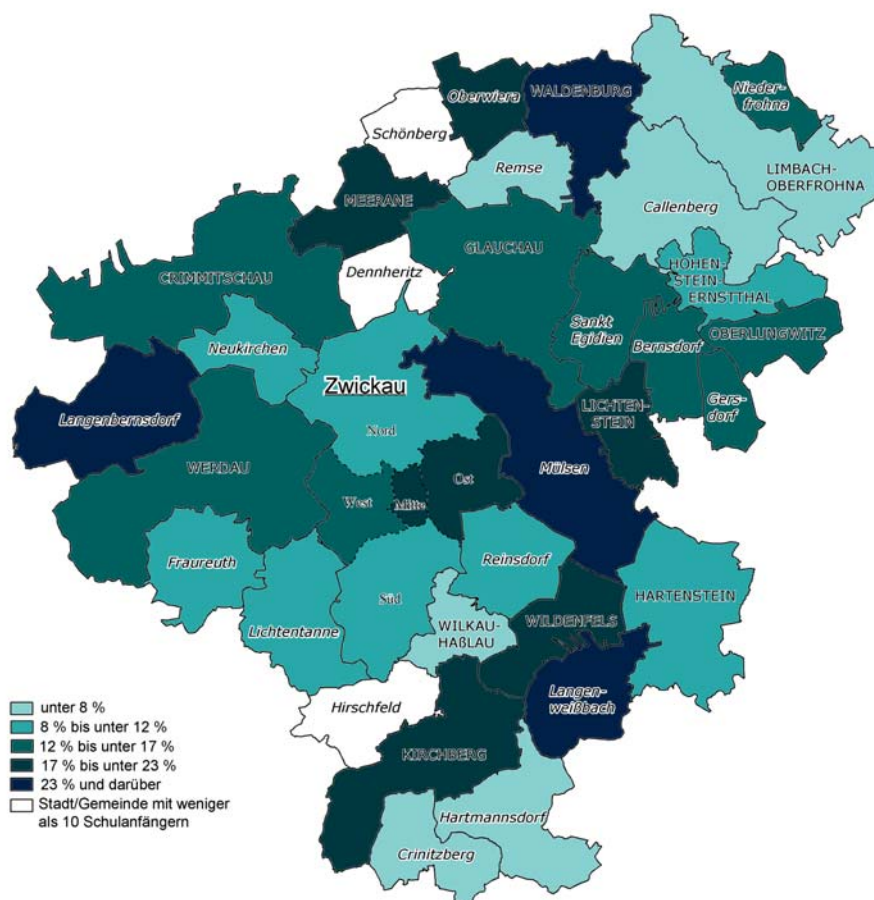 Oberwiera
WALDENBURG
Nieder-
frohna
Schönberg
Remse
LIMBACH-
OBERFROHNA
MEERANE
Callenberg
GLAUCHAU
CRIMMITSCHAU
Dennheritz
HOHEN-
STEIN-
ERNSTTHAL
Neukirchen
Sankt
Egidien
Bernsdorf
OBERLUNGWITZ
Zwickau
Nord
Langenbernsdorf
LICHTEN-
STEIN
Gers-
dorf
WERDAU
Mülsen
Ost
West
Mitte
Fraureuth
Reinsdorf
Süd
HARTENSTEIN
Lichtentanne
WILKAU-
HAßLAU
WILDENFELS
Langen-
weißbach
Hirschfeld
KIRCHBERG
Hartmannsdorf
Crinitzberg
unter 8 %
8 % bis unter 12 %
12 % bis unter 17 %
17 % bis unter 23 %
23 % und darüber
Stadt/Gemeinde mit weniger
als 10 Schulanfängern